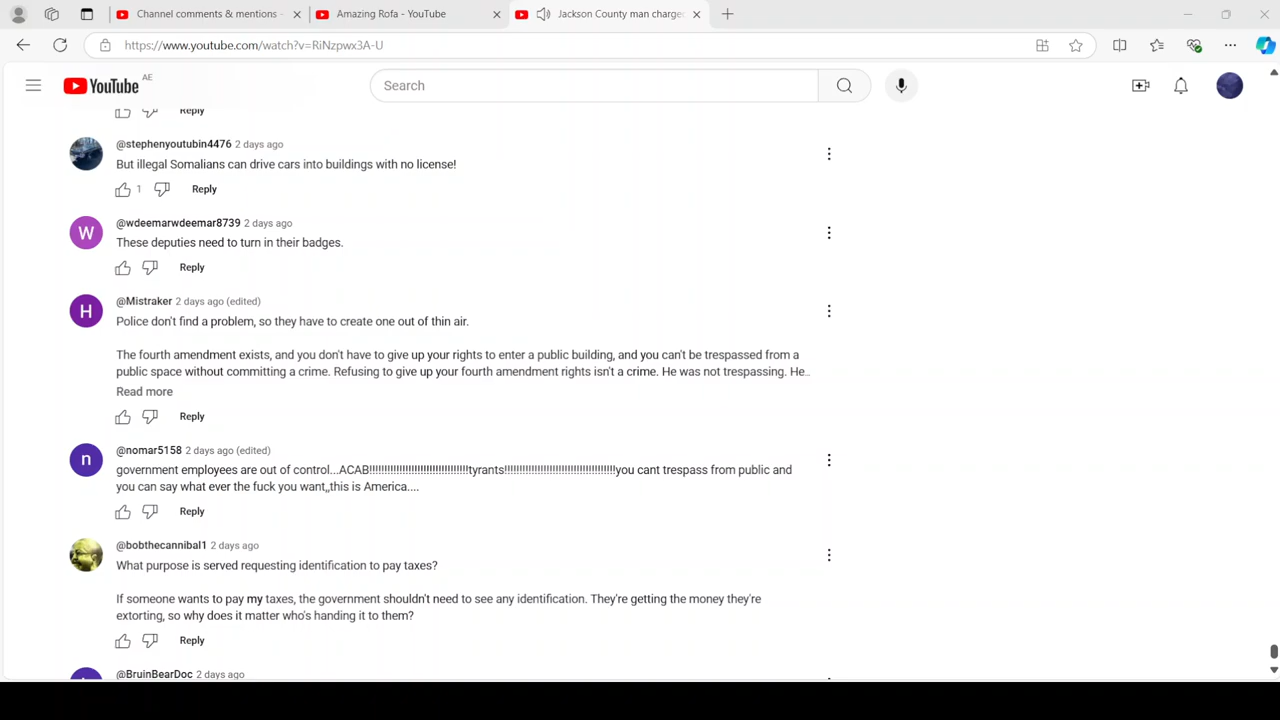 Channel comments & mentions -
Amazing Rofa - YouTube
Jackson County man charged
https://www.youtube.com/watch?v=RiNzpwx3A-U
YouTube AE
Search
Reply
@stephenyoutubin4476 2 days ago
But illegal Somalians can drive cars into buildings with no license!
1 Reply
@wdeemarwdeemar8739 2 days ago
W
These deputies need to turn in their badges.
Reply
@Mistraker 2 days ago (edited)
H
Police don't find a problem, so they have to create one out of thin air.
The fourth amendment exists, and you don't have to give up your rights to enter a public building, and you can't be trespassed from a
public space without committing a crime. Refusing to give up your fourth amendment rights isn't a crime. He was not trespassing. He...
Read more
Reply
@nomar5158 2 days ago (edited)
n
government employees are out of control...ACAB!!!!!!!!!!!!!!!!!!!!!!!!!!!!!!!!!tyrants!!!!!!!!!!!!!!!!!!!!!!!!!!!!!!!!!!!!!you cant trespass from public and
you can say what ever the fuck you want,,this is America....
Reply
@bobthecannibal1 2 days ago
What purpose is served requesting identification to pay taxes?
If someone wants to pay my taxes, the government shouldn't need to see any identification. They're getting the money they're
extorting, so why does it matter who's handing it to them?
Reply
@BruinBearDoc 2 days ago